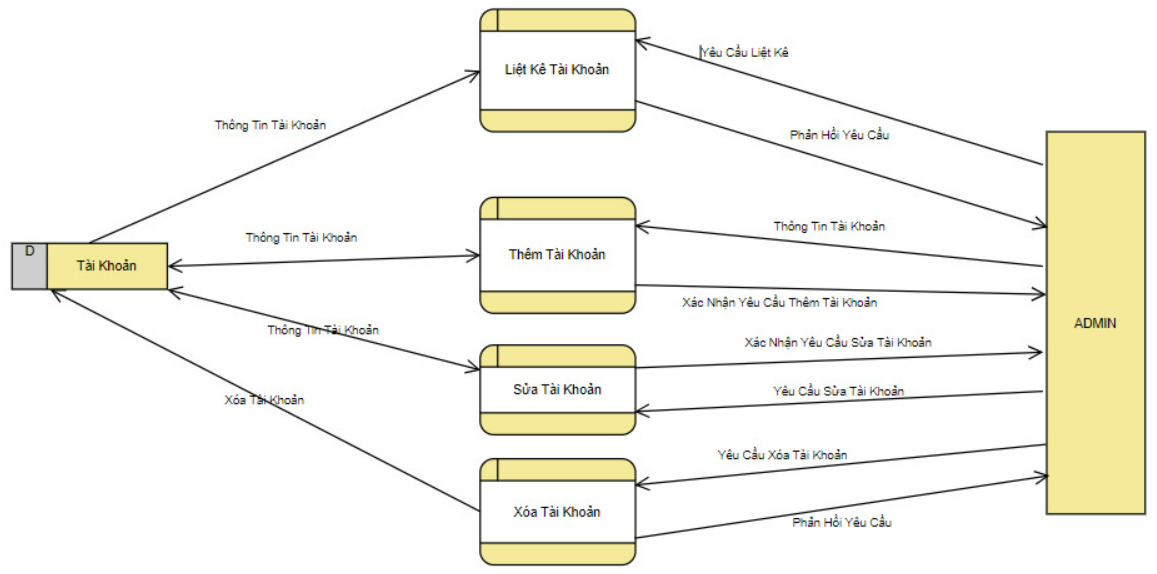 Yêu Cầu Liệt Kê
Liệt Kê Tài Khoản
Thông Tin Tài Khoản
Phản Hồi Yêu Cầu
Thông Tin Tài Khoản
Thông Tin Tài Khoản
D
Tài Khoản
Thêm Tài Khoản
Xác Nhận Yêu Cầu Thêm Tài Khoản
ADMIN
Thông Tin Tài Khoản
Xác Nhận Yêu Cầu Sửa Tài Khoản
Sửa Tài Khoản
Yêu Cầu Sửa Tài Khoản
Xóa Tài Khoản
Yêu Cầu Xóa Tài Khoản
Xóa Tài Khoản
Phản Hồi Yêu Cầu